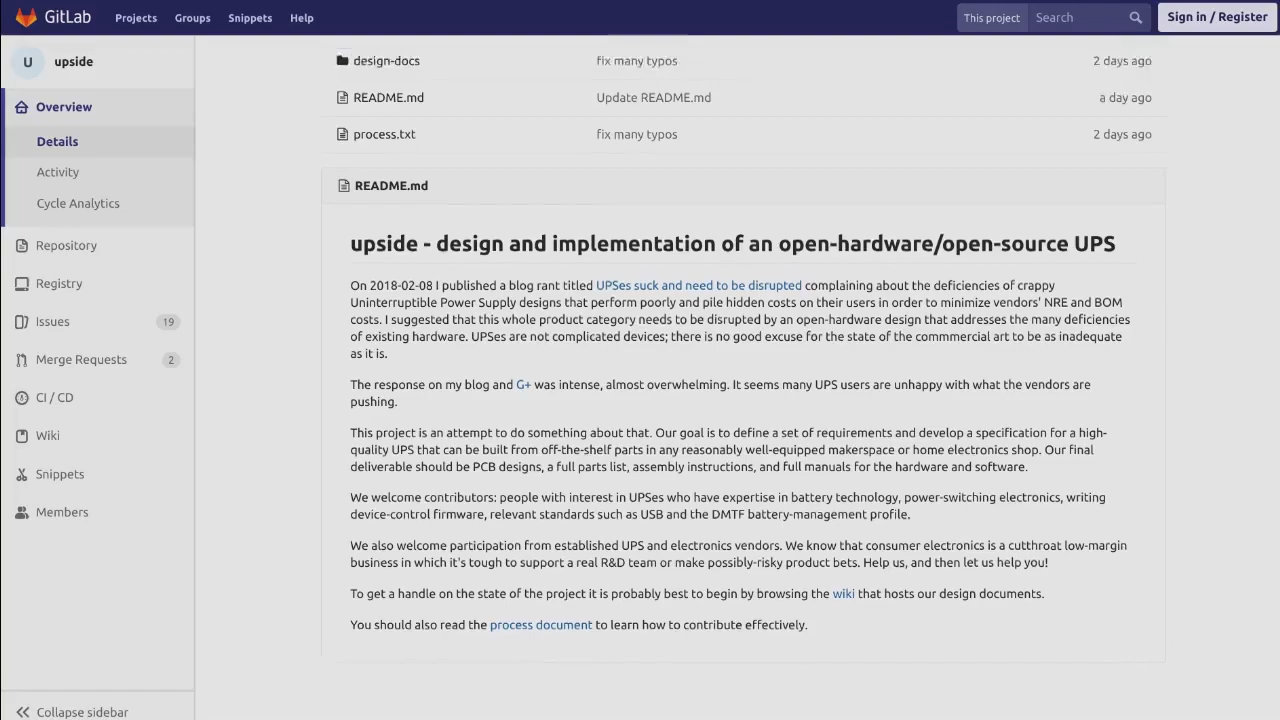 GitLab Projects Groups Snippets Help This project Search Sign in / Register
U upside
Overview
Details
Activity
Cycle Analytics
Repository
Registry
Issues 19
Merge Requests 2
CI / CD
Wiki
Snippets
Members
Collapse sidebar
design-docs fix many typos 2 days ago
README.md Update README.md a day ago
process.txt fix many typos 2 days ago
README.md
upside - design and implementation of an open-hardware/open-source UPS
On 2018-02-08 I published a blog rant titled UPSes suck and need to be disrupted complaining about the deficiencies of crappy
Uninterruptible Power Supply designs that perform poorly and pile hidden costs on their users in order to minimize vendors' NRE and BOM
costs. I suggested that this whole product category needs to be disrupted by an open-hardware design that addresses the many deficiencies
of existing hardware. UPSes are not complicated devices; there is no good excuse for the state of the commmercial art to be as inadequate
as it is.
The response on my blog and G+ was intense, almost overwhelming. It seems many UPS users are unhappy with what the vendors are
pushing.
This project is an attempt to do something about that. Our goal is to define a set of requirements and develop a specification for a high-
quality UPS that can be built from off-the-shelf parts in any reasonably well-equipped makerspace or home electronics shop. Our final
deliverable should be PCB designs, a full parts list, assembly instructions, and full manuals for the hardware and software.
We welcome contributors: people with interest in UPSes who have expertise in battery technology, power-switching electronics, writing
device-control firmware, relevant standards such as USB and the DMTF battery-management profile.
We also welcome participation from established UPS and electronics vendors. We know that consumer electronics is a cutthroat low-margin
business in which it's tough to support a real R&D team or make possibly-risky product bets. Help us, and then let us help you!
To get a handle on the state of the project it is probably best to begin by browsing the wiki that hosts our design documents.
You should also read the process document to learn how to contribute effectively.